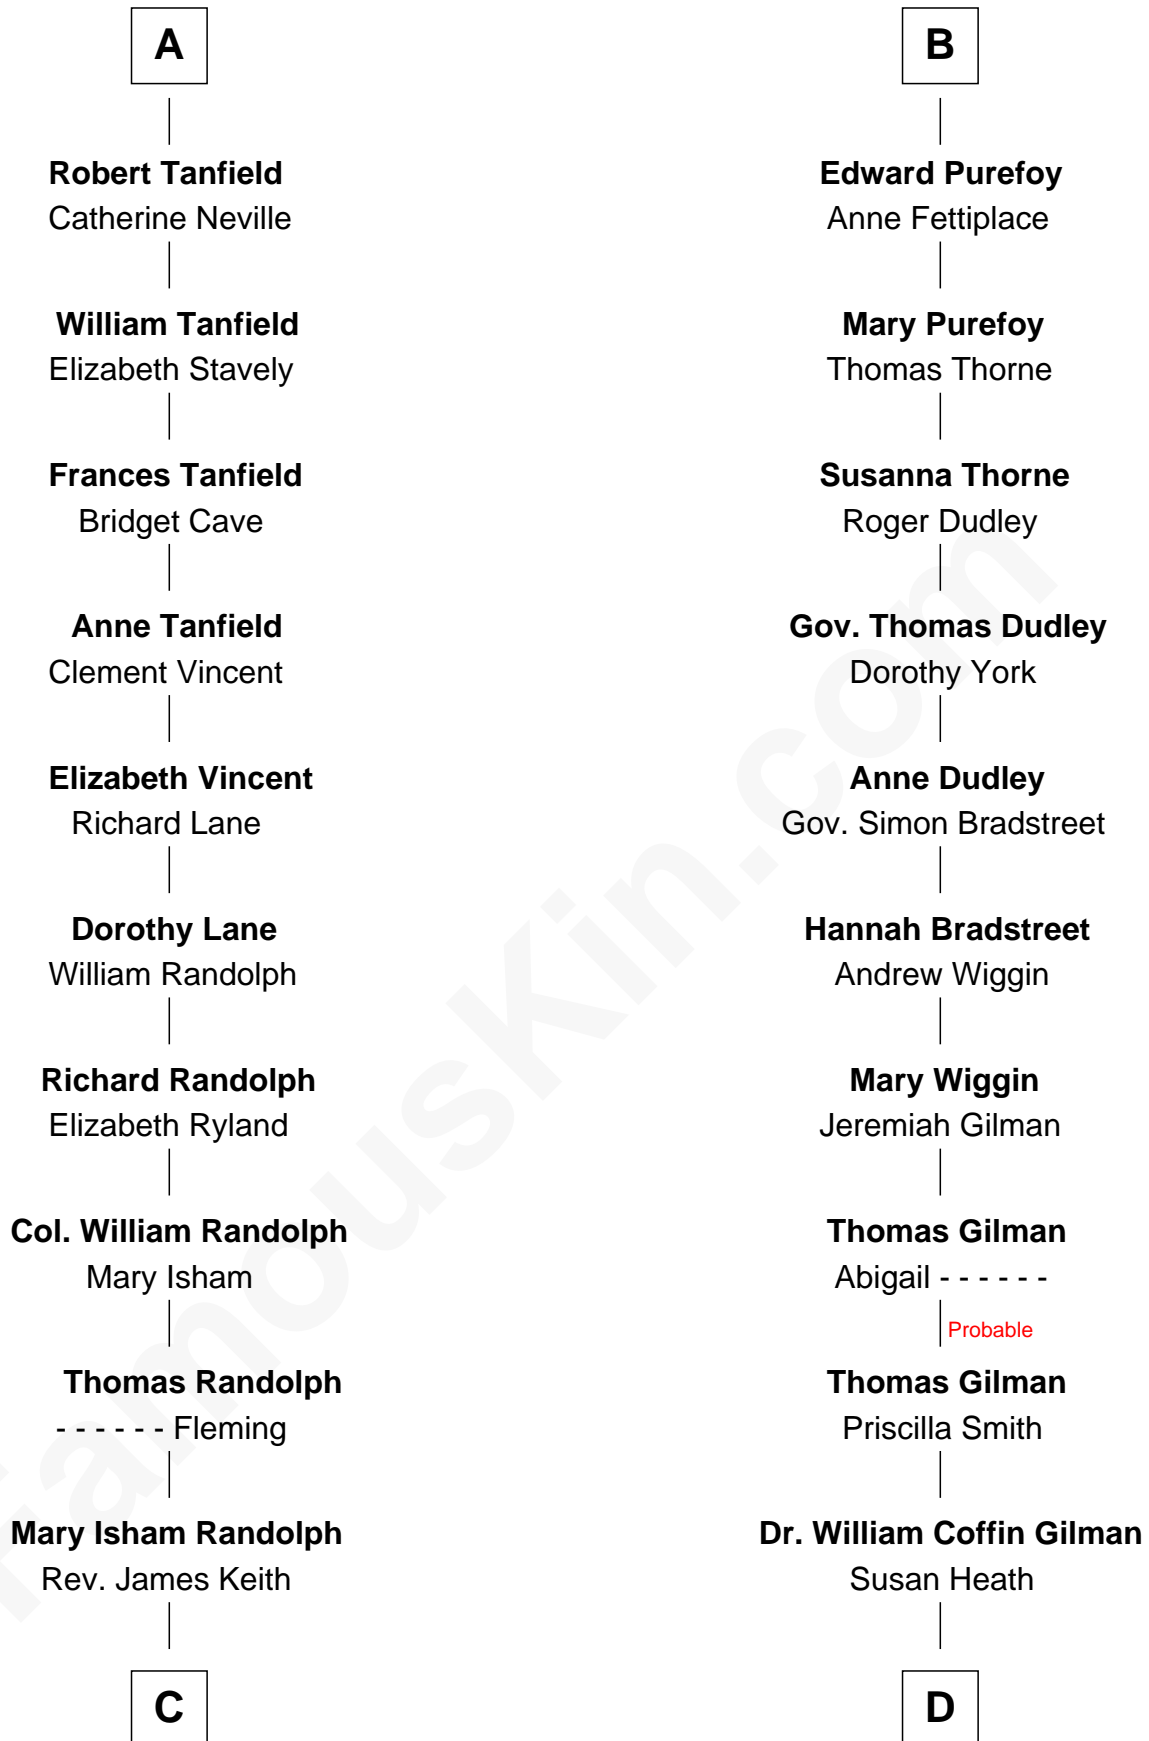 A
Robert Tanfield
Catherine Neville
William Tanfield
Elizabeth Stavely
Frances Tanfield
Bridget Cave
Anne Tanfield
Clement Vincent
Elizabeth Vincent
Richard Lane
Dorothy Lane
William Randolph
Richard Randolph
Elizabeth Ryland
Col. William Randolph
Mary Isham
Thomas Randolph
- - - - - - Fleming
Mary Isham Randolph
Rev. James Keith
C
B
Edward Purefoy
Anne Fettiplace
Mary Purefoy
Thomas Thorne
Susanna Thorne
Roger Dudley
Gov. Thomas Dudley
Dorothy York
Anne Dudley
Gov. Simon Bradstreet
Hannah Bradstreet
Andrew Wiggin
Mary Wiggin
Jeremiah Gilman
Thomas Gilman
Abigail - - - - - -
Probable
Thomas Gilman
Priscilla Smith
Dr. William Coffin Gilman
Susan Heath
D
FamousKin.com